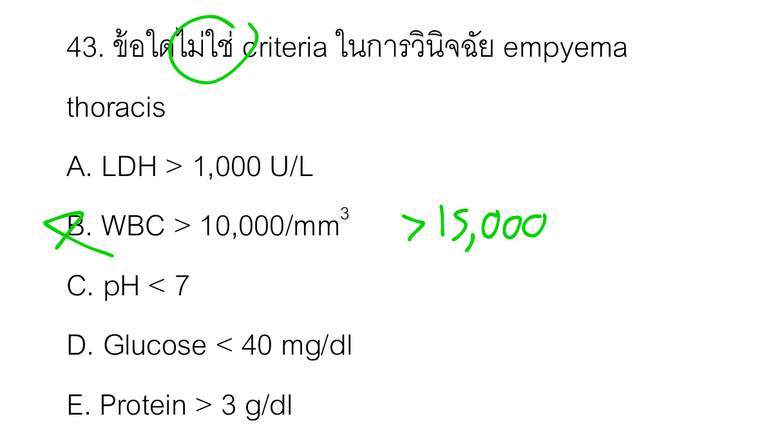 43. ข้อใดไม่ใช่ criteria ในการวินิจฉัย empyema
thoracis
A. LDH > 1,000 U/L
B. WBC > 10,000/mm³ >15,000
C. pH < 7
D. Glucose < 40 mg/dl
E. Protein > 3 g/dl